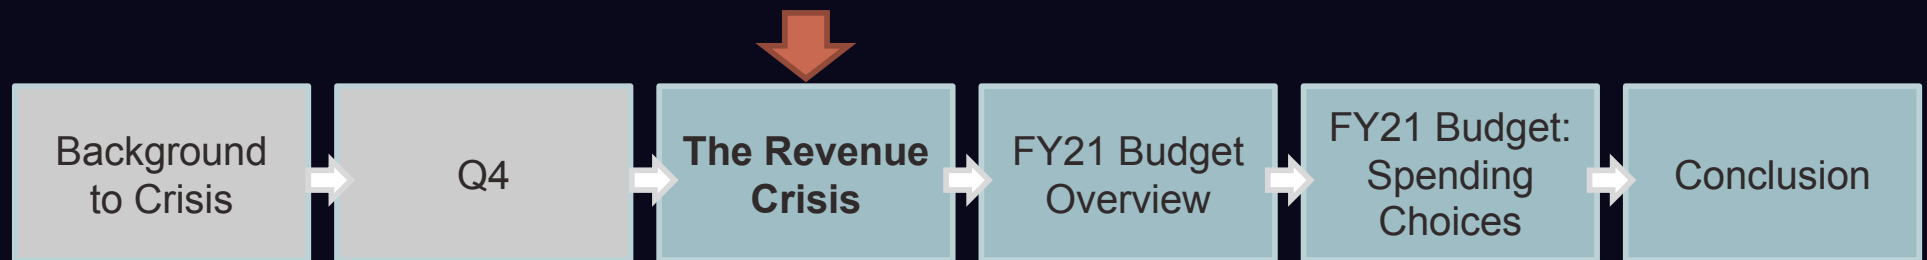 Background
to Crisis
Q4
The Revenue
Crisis
FY21 Budget
Overview
FY21 Budget:
Spending
Choices
Conclusion